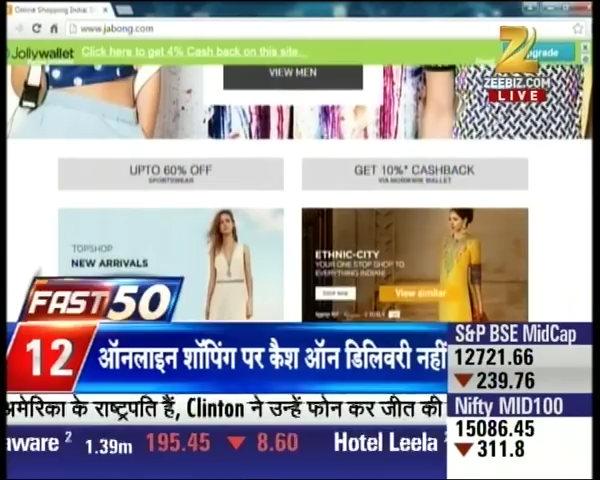 Online Shopping India
www.jabong.com
Jollywallet Click here to get 4% Cash back on this site...
Upgrade
Z
ZEEBIZ.COM
LIVE
VIEW MEN
UPTO 60% OFF
SPORTSWEAR
GET 10%* CASHBACK
VIA MOBIKWIK WALLET
TOPSHOP
NEW ARRIVALS
ETHNIC-CITY
YOUR ONE STOP SHOP TO
EVERYTHING INDIAN!
SHOP NOW
View similar
FAST 50
12
ऑनलाइन शॉपिंग पर कैश ऑन डिलिवरी नहीं
S&P BSE MidCap
12721.66
▼ 239.76
Nifty MID100
15086.45
▼ 311.8
अमेरिका के राष्ट्रपति हैं, Clinton ने उन्हें फोन कर जीत की
aware ² 1.39m 195.45 ▼ 8.60 Hotel Leela